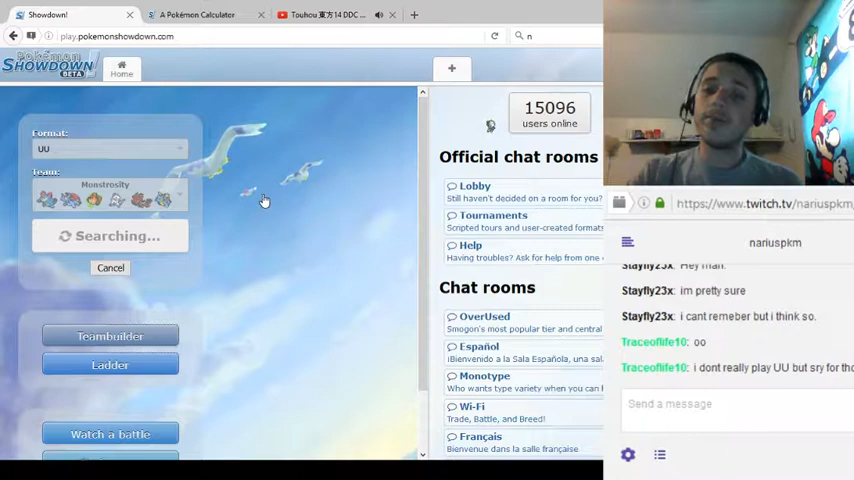 Showdown!
A Pokémon Calculator
Touhou 東方14 DDC ...
play.pokemonshowdown.com
n
Pokémon
SHOWDOWN
BETA
Home
Format:
UU
Team:
Monstrosity
Searching...
Cancel
Teambuilder
Ladder
Watch a battle
15096
users online
Official chat rooms
Lobby
Still haven't decided on a room for you?
Tournaments
Scripted tours and user-created formats
Help
Having troubles? Ask for help from one
Chat rooms
OverUsed
Smogon's most popular tier and central
Español
¡Bienvenido a la Sala Española, una sala
Monotype
Who wants type variety when you can
Wi-Fi
Trade, Battle, and Breed!
Français
Bienvenue dans la salle française
https://www.twitch.tv/nariuspkm
nariuspkm
Stayfly23x: Hey man.
Stayfly23x: im pretty sure
Stayfly23x: i cant remeber but i think so.
Traceoflife10: oo
Traceoflife10: i dont really play UU but sry for tho
Send a message